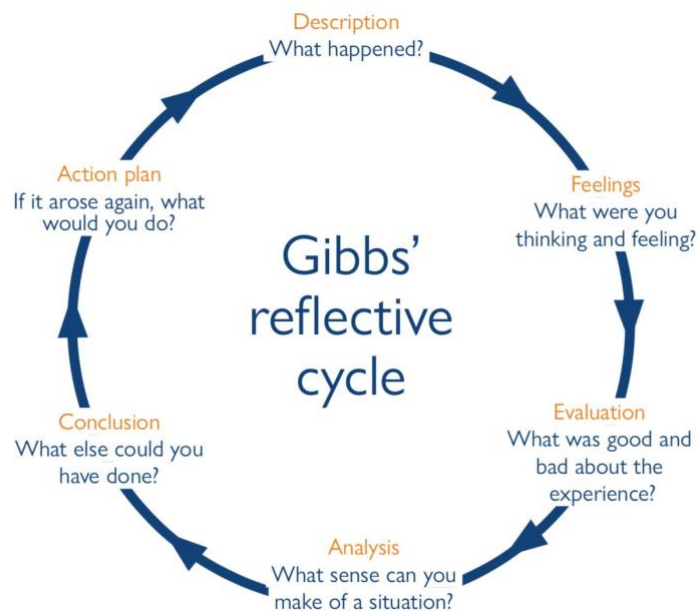 Description
What happened?
Feelings
What were you
thinking and feeling?
Evaluation
What was good and
bad about the
experience?
Analysis
What sense can you
make of a situation?
Conclusion
What else could you
have done?
Action plan
If it arose again, what
would you do?
Gibbs’
reflective
cycle